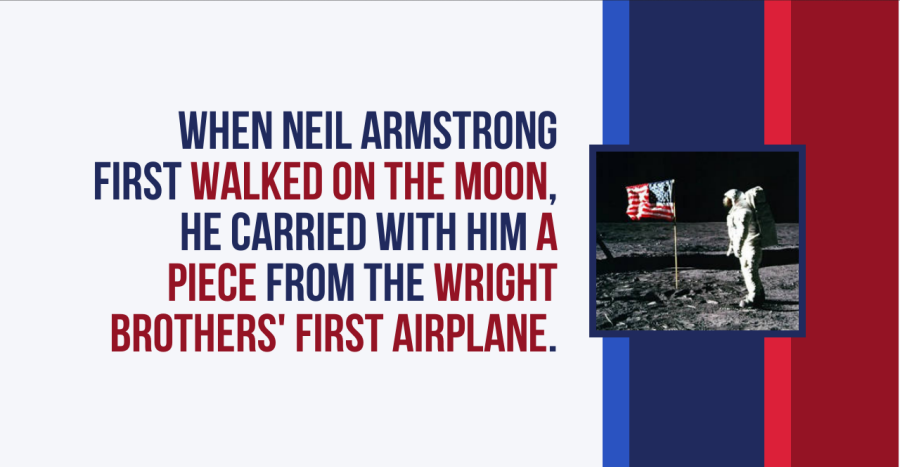 WHEN NEIL ARMSTRONG
FIRST WALKED ON THE MOON,
HE CARRIED WITH HIM A
PIECE FROM THE WRIGHT
BROTHERS' FIRST AIRPLANE.